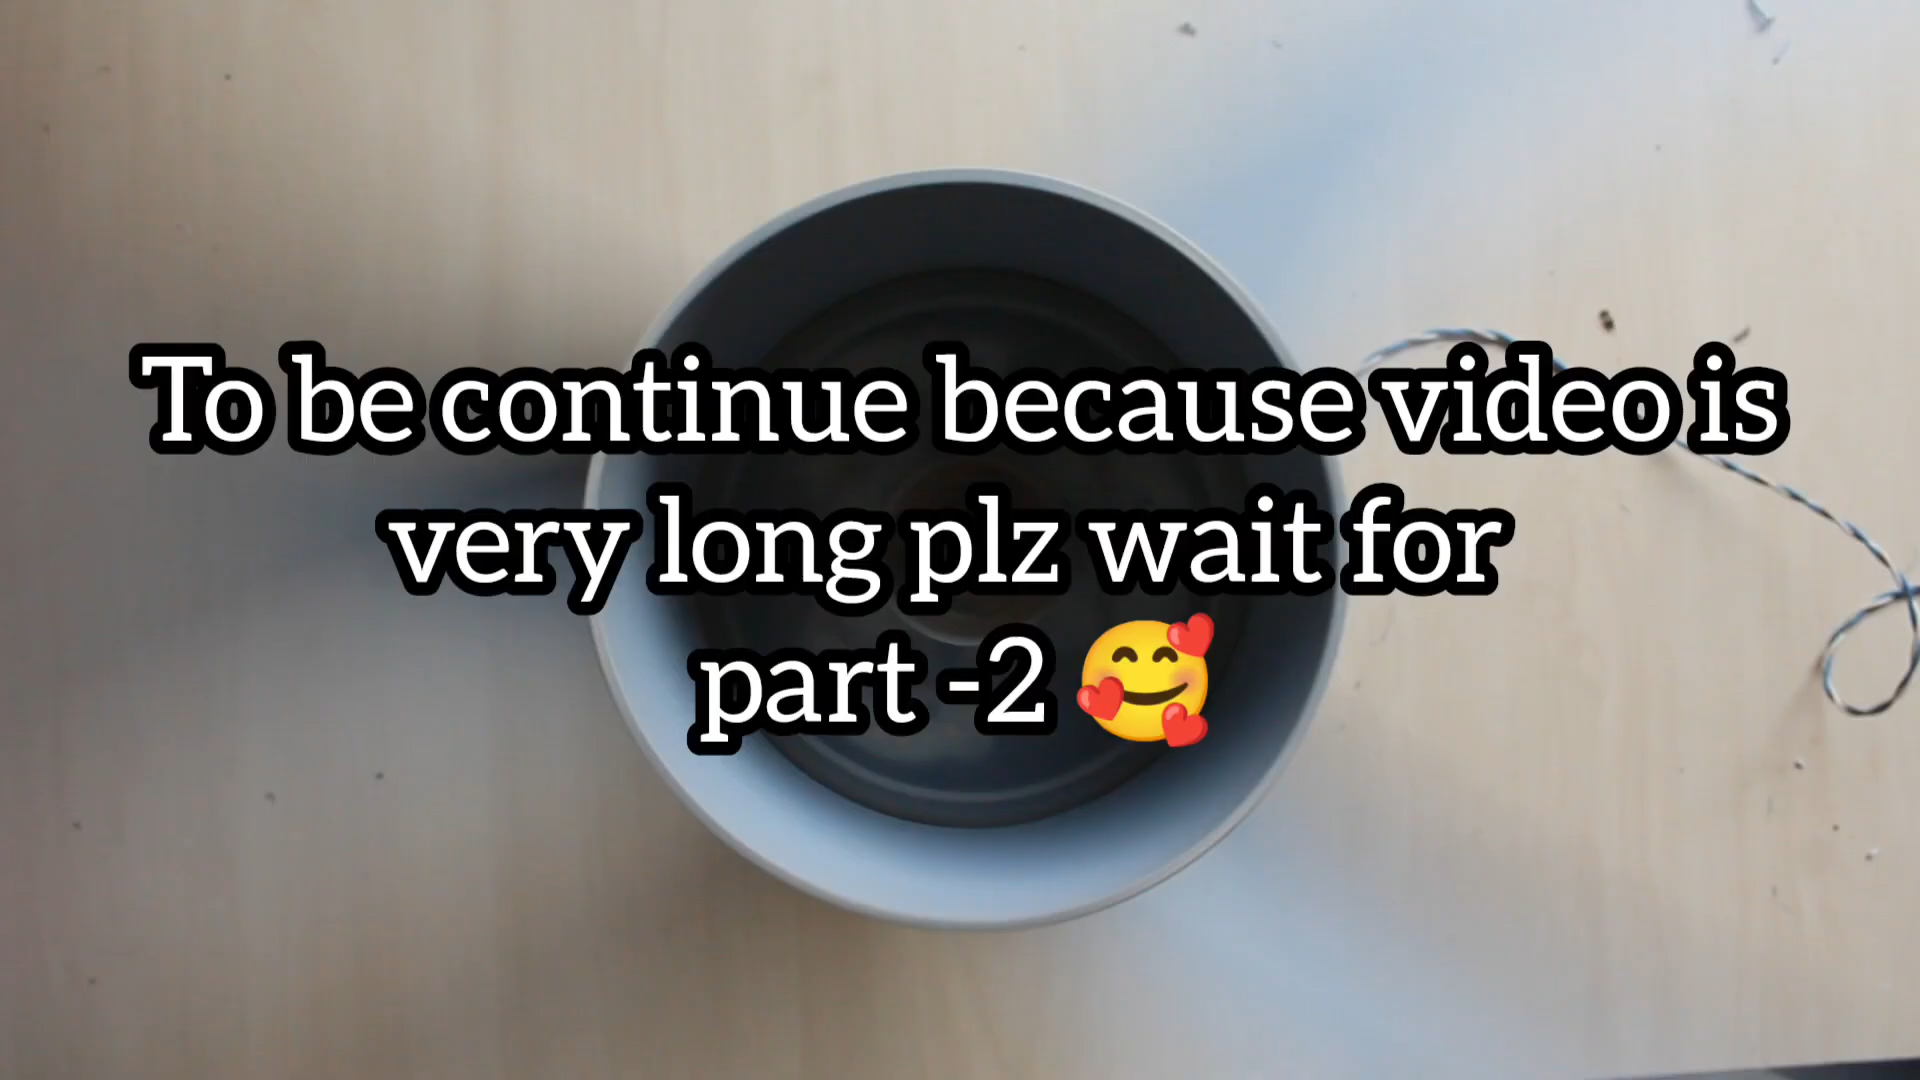 To be continue because video is
very long plz wait for
part -2 🥰